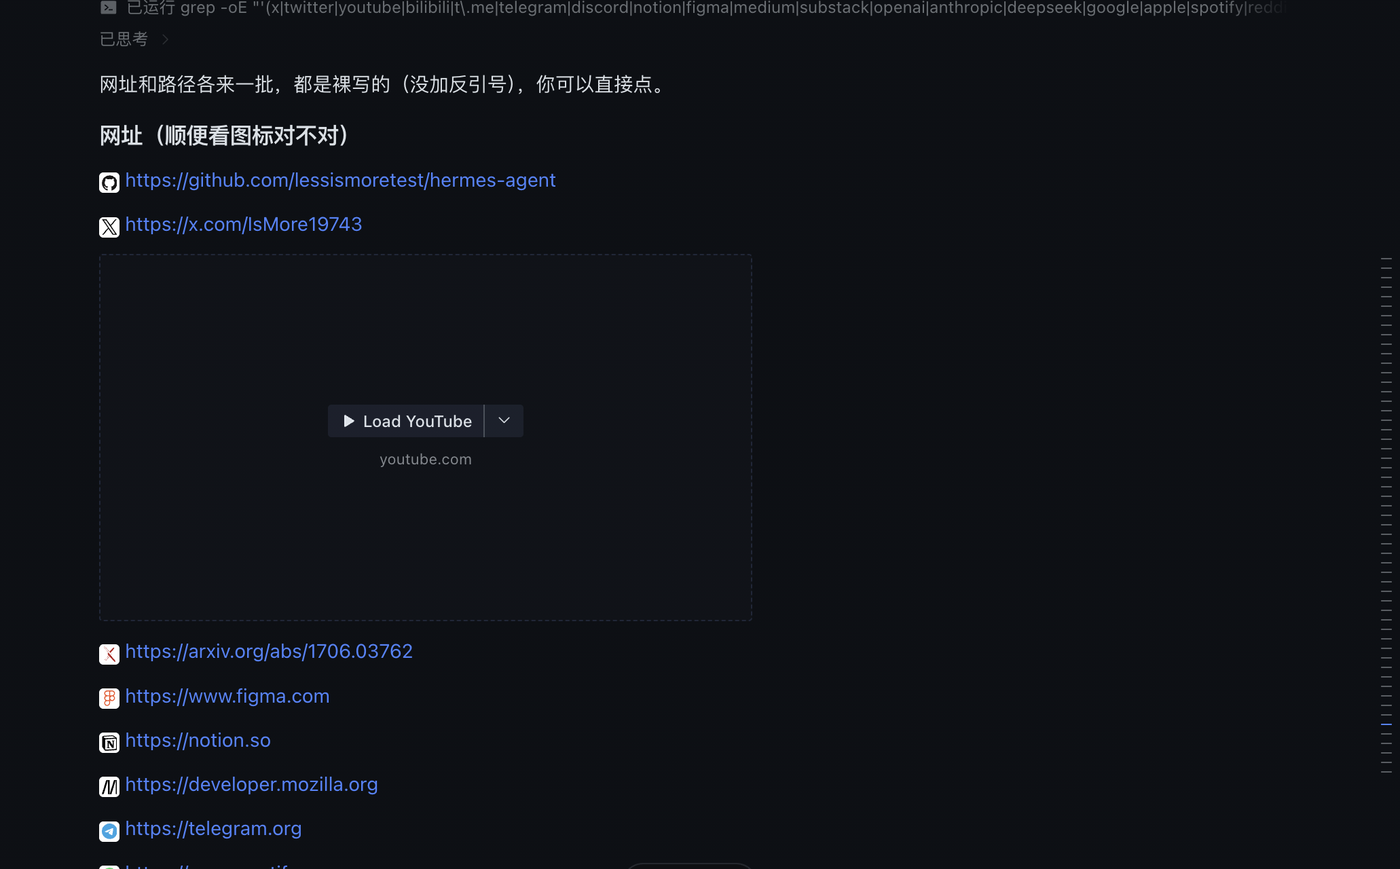 已运行 grep -oE "'(x|twitter|youtube|bilibili|t\.me|telegram|discord|notion|figma|medium|substack|openai|anthropic|deepseek|google|apple|spotify|redd
已思考
网址和路径各来一批，都是裸写的（没加反引号），你可以直接点。
网址（顺便看图标对不对）
https://github.com/lessismoretest/hermes-agent
https://x.com/IsMore19743
Load YouTube
youtube.com
https://arxiv.org/abs/1706.03762
https://www.figma.com
https://notion.so
https://developer.mozilla.org
https://telegram.org